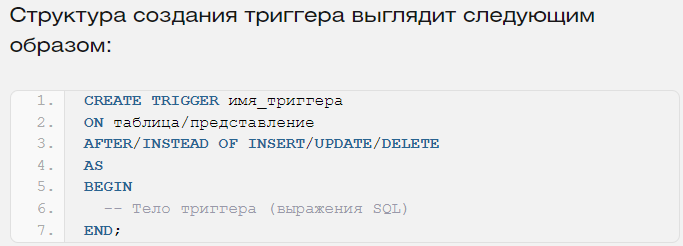 Структура создания триггера выглядит следующим
образом:
1. CREATE TRIGGER имя_триггера
2. ON таблица/представление
3. AFTER/INSTEAD OF INSERT/UPDATE/DELETE
4. AS
5. BEGIN
6. -- Тело триггера (выражения SQL)
7. END;